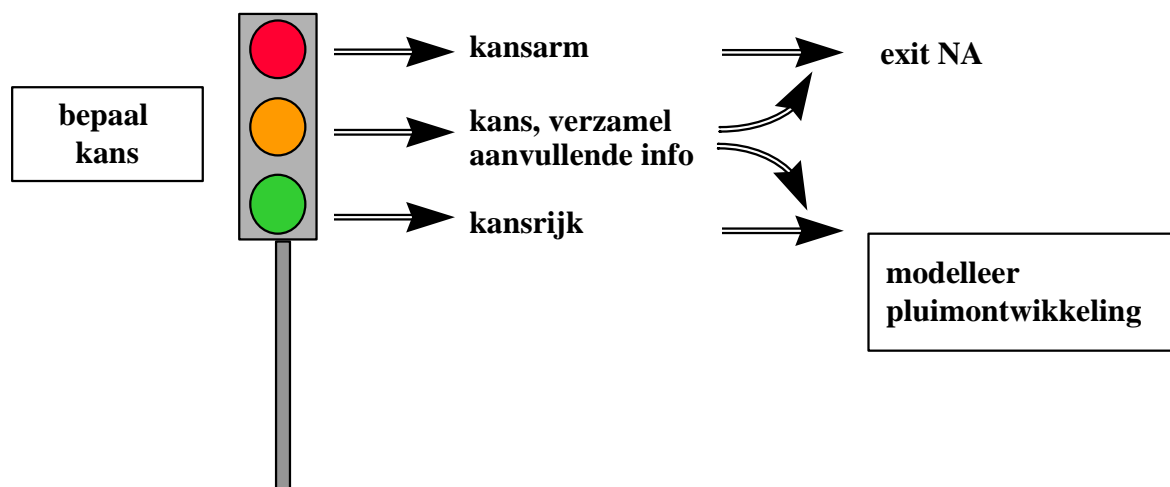 bepaal
kans
kansarm
exit NA
kans, verzamel
aanvullende info
kansrijk
modelleer
pluimontwikkeling